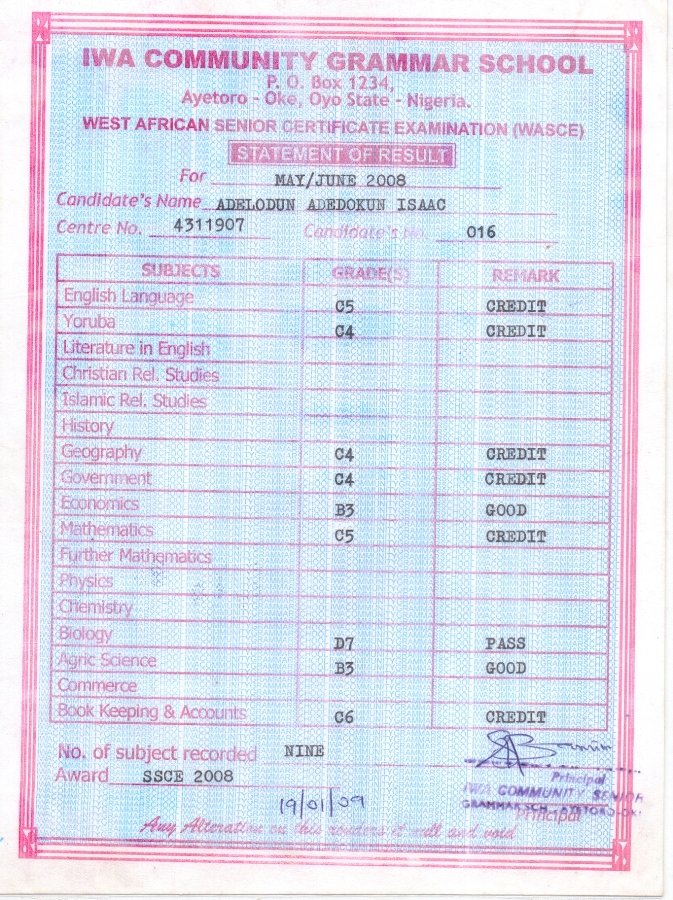 IWA COMMUNITY GRAMMAR SCHOOL
P. O. Box 1234,
Ayetoro - Oke, Oyo State - Nigeria.
WEST AFRICAN SENIOR CERTIFICATE EXAMINATION (WASCE)
STATEMENT OF RESULT
For MAY/JUNE 2008
Candidate's Name ADELODUN ADEDOKUN ISAAC
Centre No. 4311907 Candidate's No. 016
SUBJECTS GRADE(S) REMARK
English Language C5 CREDIT
Yoruba C4 CREDIT
Literature in English
Christian Rel. Studies
Islamic Rel. Studies
History
Geography C4 CREDIT
Government C4 CREDIT
Economics B3 GOOD
Mathematics C5 CREDIT
Further Mathematics
Physics
Chemistry
Biology D7 PASS
Agric Science B3 GOOD
Commerce
Book Keeping & Accounts C6 CREDIT
No. of subject recorded NINE
Award SSCE 2008
Principal
IWA COMMUNITY SENIOR
GRAMMAR SCH. AYETORO-OKE
Principal
19/01/09
Any Alteration on this renders it null and void